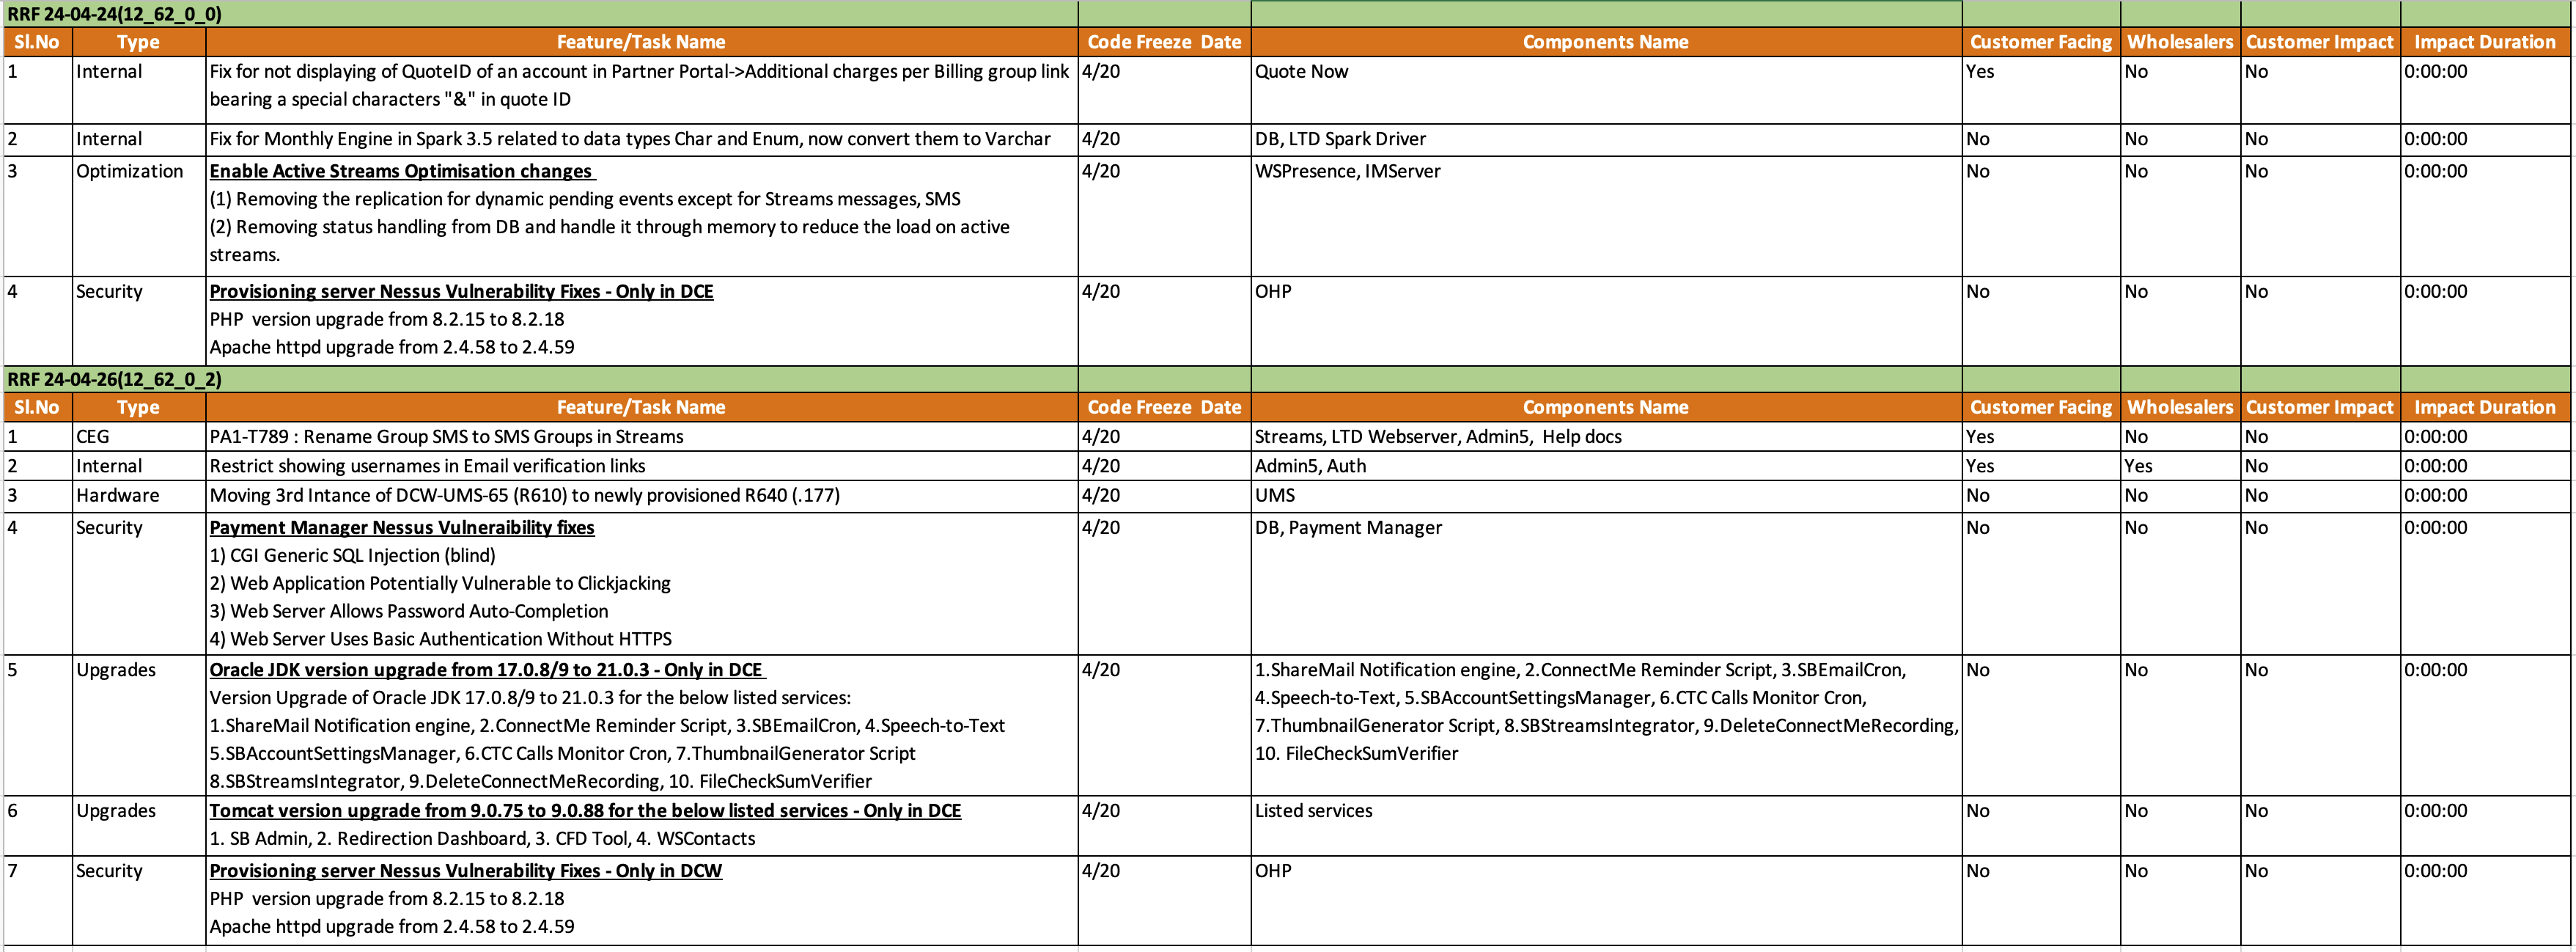 RRF 24-04-24(12_62_0_0)
Sl.No Type Feature/Task Name Code Freeze Date Components Name Customer Facing Wholesalers Customer Impact Impact Duration
1 Internal Fix for not displaying of QuoteID of an account in Partner Portal->Additional charges per Billing group link 4/20 Quote Now Yes No No 0:00:00
bearing a special characters "&" in quote ID
2 Internal Fix for Monthly Engine in Spark 3.5 related to data types Char and Enum, now convert them to Varchar 4/20 DB, LTD Spark Driver No No No 0:00:00
3 Optimization Enable Active Streams Optimisation changes 4/20 WSPresence, IMServer No No No 0:00:00
(1) Removing the replication for dynamic pending events except for Streams messages, SMS
(2) Removing status handling from DB and handle it through memory to reduce the load on active
streams.
4 Security Provisioning server Nessus Vulnerability Fixes - Only in DCE 4/20 OHP No No No 0:00:00
PHP version upgrade from 8.2.15 to 8.2.18
Apache httpd upgrade from 2.4.58 to 2.4.59
RRF 24-04-26(12_62_0_2)
Sl.No Type Feature/Task Name Code Freeze Date Components Name Customer Facing Wholesalers Customer Impact Impact Duration
1 CEG PA1-T789 : Rename Group SMS to SMS Groups in Streams 4/20 Streams, LTD Webserver, Admin5, Help docs Yes No No 0:00:00
2 Internal Restrict showing usernames in Email verification links 4/20 Admin5, Auth Yes Yes No 0:00:00
3 Hardware Moving 3rd Intance of DCW-UMS-65 (R610) to newly provisioned R640 (.177) 4/20 UMS No No No 0:00:00
4 Security Payment Manager Nessus Vulneraibility fixes 4/20 DB, Payment Manager No No No 0:00:00
1) CGI Generic SQL Injection (blind)
2) Web Application Potentially Vulnerable to Clickjacking
3) Web Server Allows Password Auto-Completion
4) Web Server Uses Basic Authentication Without HTTPS
5 Upgrades Oracle JDK version upgrade from 17.0.8/9 to 21.0.3 - Only in DCE 4/20 1.ShareMail Notification engine, 2.ConnectMe Reminder Script, 3.SBEmailCron, No No No 0:00:00
Version Upgrade of Oracle JDK 17.0.8/9 to 21.0.3 for the below listed services: 4.Speech-to-Text, 5.SBAccountSettingsManager, 6.CTC Calls Monitor Cron,
1.ShareMail Notification engine, 2.ConnectMe Reminder Script, 3.SBEmailCron, 4.Speech-to-Text 7.ThumbnailGenerator Script, 8.SBStreamsIntegrator, 9.DeleteConnectMeRecording,
5.SBAccountSettingsManager, 6.CTC Calls Monitor Cron, 7.ThumbnailGenerator Script 10. FileCheckSumVerifier
8.SBStreamsIntegrator, 9.DeleteConnectMeRecording, 10. FileCheckSumVerifier
6 Upgrades Tomcat version upgrade from 9.0.75 to 9.0.88 for the below listed services - Only in DCE 4/20 Listed services No No No 0:00:00
1. SB Admin, 2. Redirection Dashboard, 3. CFD Tool, 4. WSContacts
7 Security Provisioning server Nessus Vulnerability Fixes - Only in DCW 4/20 OHP No No No 0:00:00
PHP version upgrade from 8.2.15 to 8.2.18
Apache httpd upgrade from 2.4.58 to 2.4.59